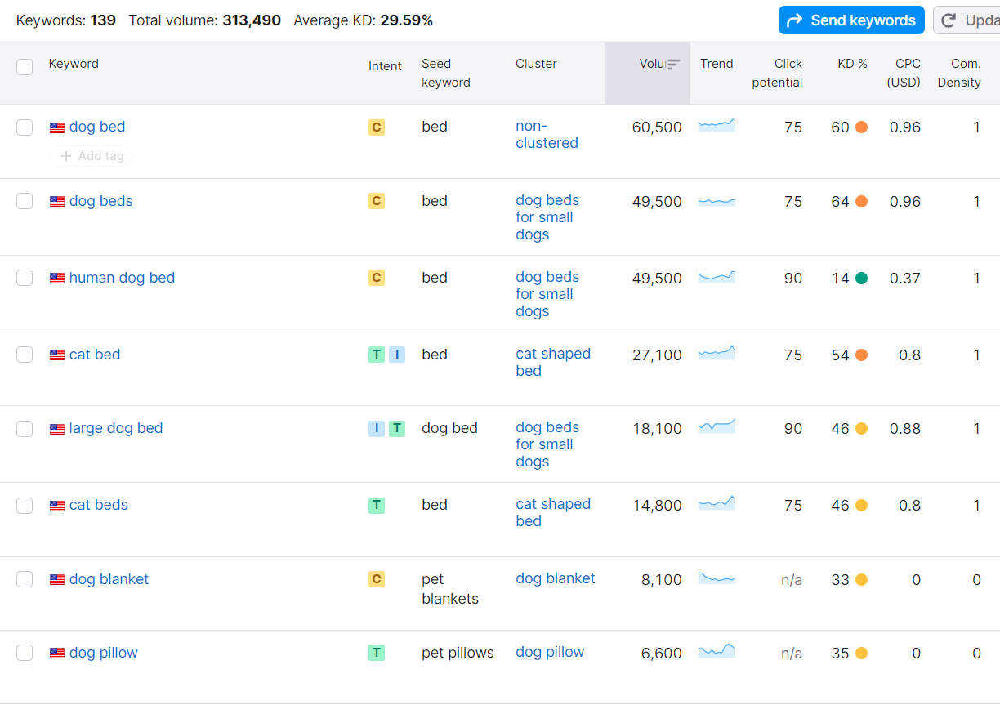 Keywords: 139 Total volume: 313,490 Average KD: 29.59%
Send keywords
Upda
Keyword Intent Seed keyword Cluster Volu Trend Click potential KD % CPC (USD) Com. Density
dog bed C bed non-clustered 60,500 75 60 0.96 1
+ Add tag
dog beds C bed dog beds for small dogs 49,500 75 64 0.96 1
human dog bed C bed dog beds for small dogs 49,500 90 14 0.37 1
cat bed T I bed cat shaped bed 27,100 75 54 0.8 1
large dog bed I T dog bed dog beds for small dogs 18,100 90 46 0.88 1
cat beds T bed cat shaped bed 14,800 75 46 0.8 1
dog blanket C pet blankets dog blanket 8,100 n/a 33 0 0
dog pillow T pet pillows dog pillow 6,600 n/a 35 0 0